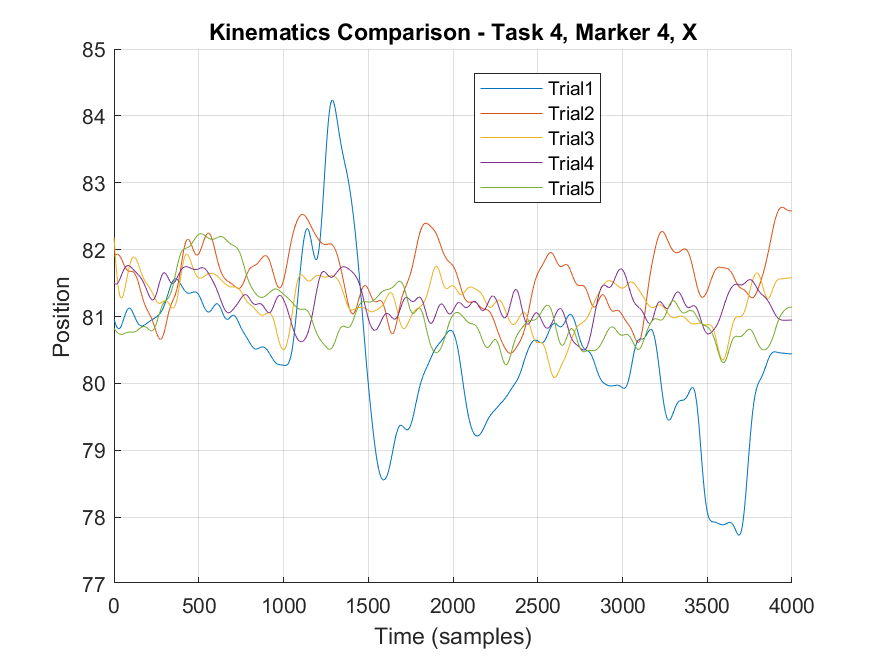 Kinematics Comparison - Task 4, Marker 4, X
85
84
83
82
81
80
79
78
77
Position
Trial1
Trial2
Trial3
Trial4
Trial5
0 500 1000 1500 2000 2500 3000 3500 4000
Time (samples)